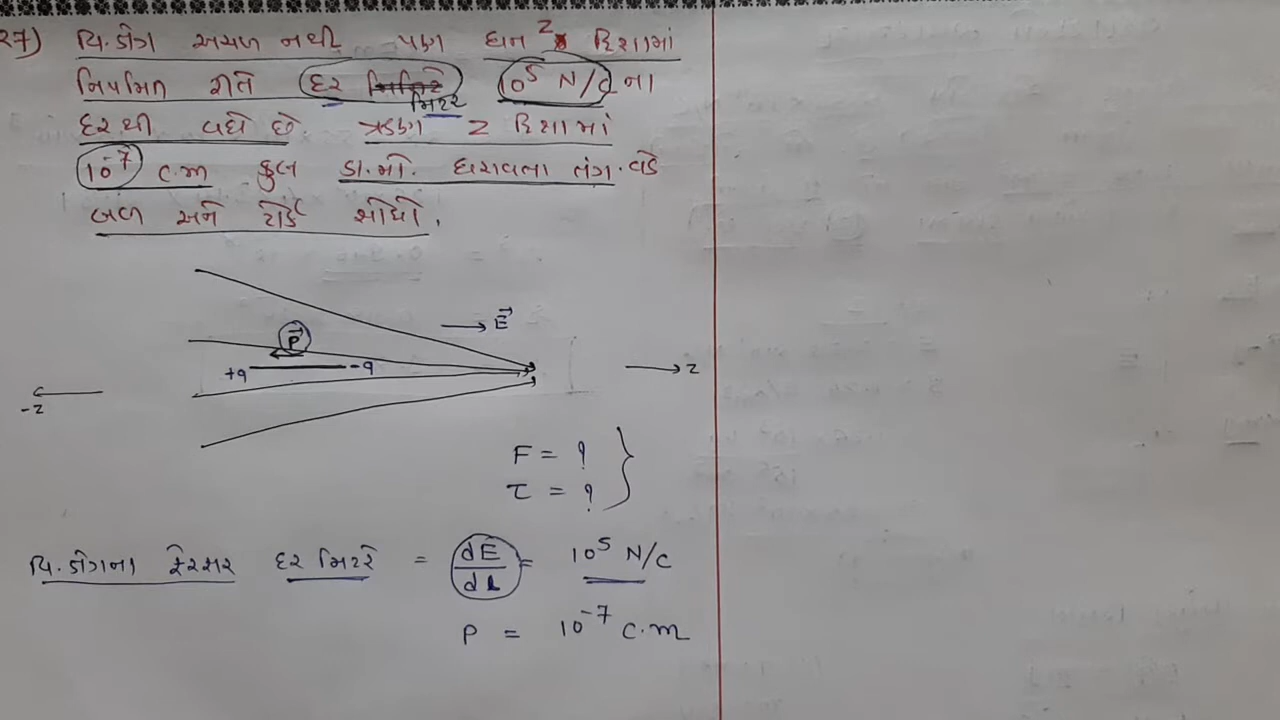 27) વિ.ક્ષેત્ર અચળ નથી પણ ધન z દિશામાં
નિયમિત રીતે દર મિટરે 10⁵ N/C ના
દરથી વધે છે. ઋણ z દિશામાં
10⁻⁷ C.m કુલ ડા.મો. ધરાવતા તંત્ર. વડે
બળ અને ટોર્ક શોધો.
E⃗
P⃗
+q -q
z
-z
F = ?
τ = ?
વિ.ક્ષેત્રના ફેરફાર દર મિટરે = dE/dl = 10⁵ N/C
P = 10⁻⁷ C.m